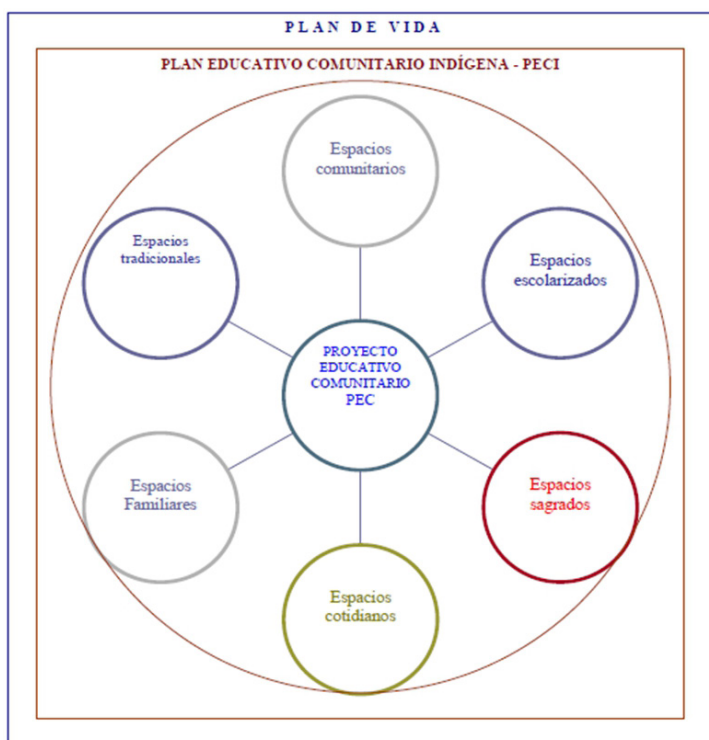 PLAN DE VIDA
PLAN EDUCATIVO COMUNITARIO INDÍGENA - PECI
Espacios
comunitarios
Espacios
tradicionales
Espacios
escolarizados
PROYECTO
EDUCATIVO
COMUNITARIO
PEC
Espacios
Familiares
Espacios
sagrados
Espacios
cotidianos